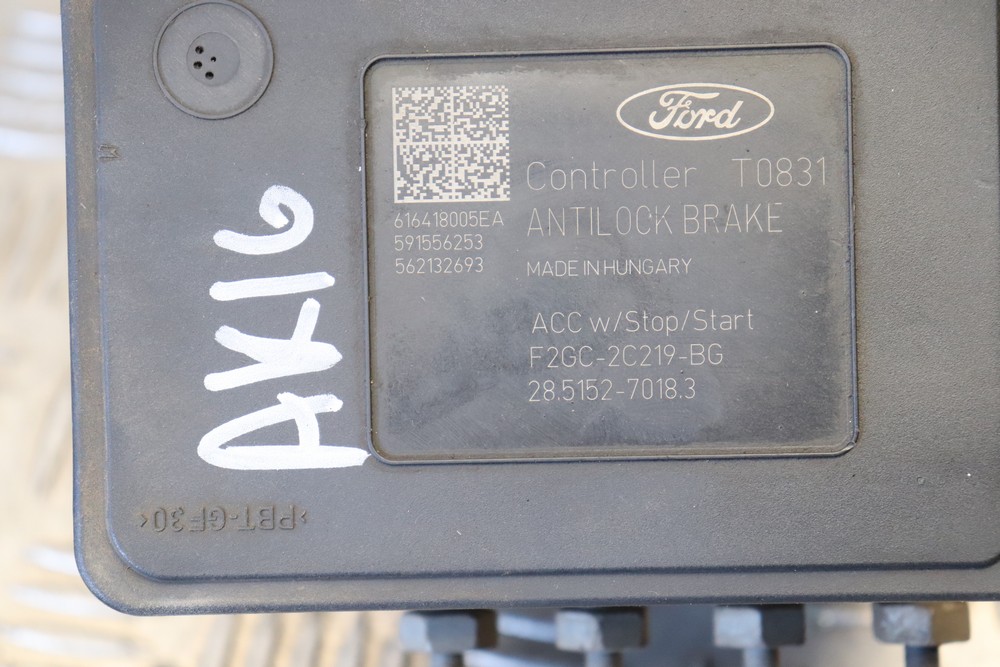 Ford
Controller T0831
ANTILOCK BRAKE
MADE IN HUNGARY
616418005EA
591556253
562132693
ACC w/Stop/Start
F2GC-2C219-BG
28.5152-7018.3
AK16
>PBT-GF30<